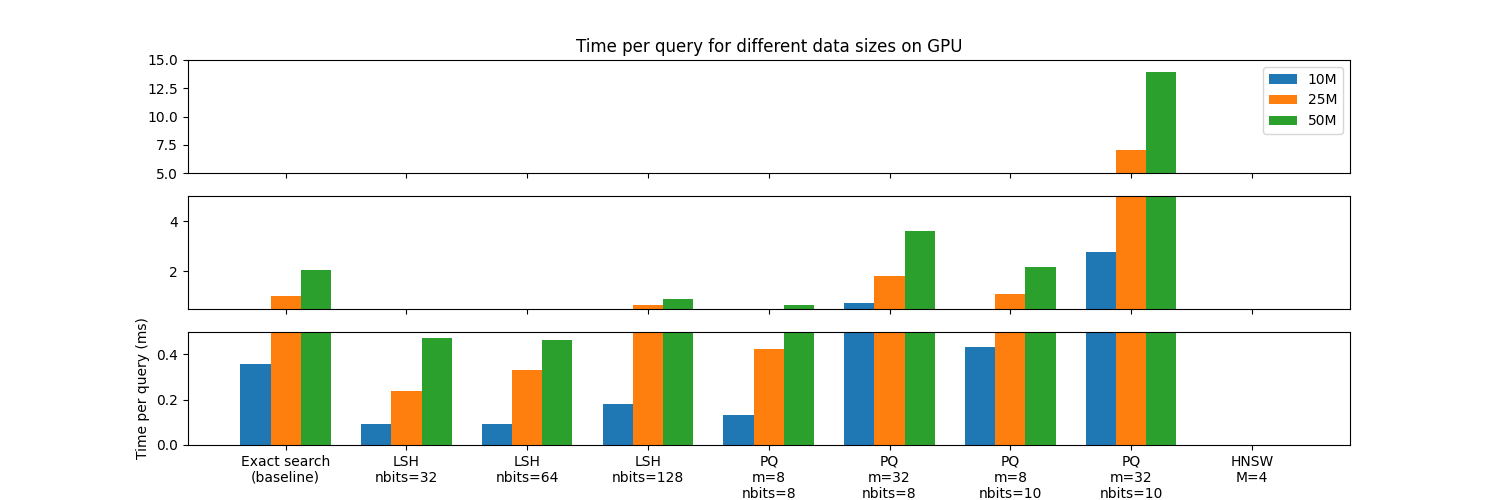 Time per query for different data sizes on GPU
15.0
12.5
10.0
7.5
5.0
10M
25M
50M
4
2
Time per query (ms)
0.4
0.2
0.0
Exact search
(baseline)
LSH
nbits=32
LSH
nbits=64
LSH
nbits=128
PQ
m=8
nbits=8
PQ
m=32
nbits=8
PQ
m=8
nbits=10
PQ
m=32
nbits=10
HNSW
M=4